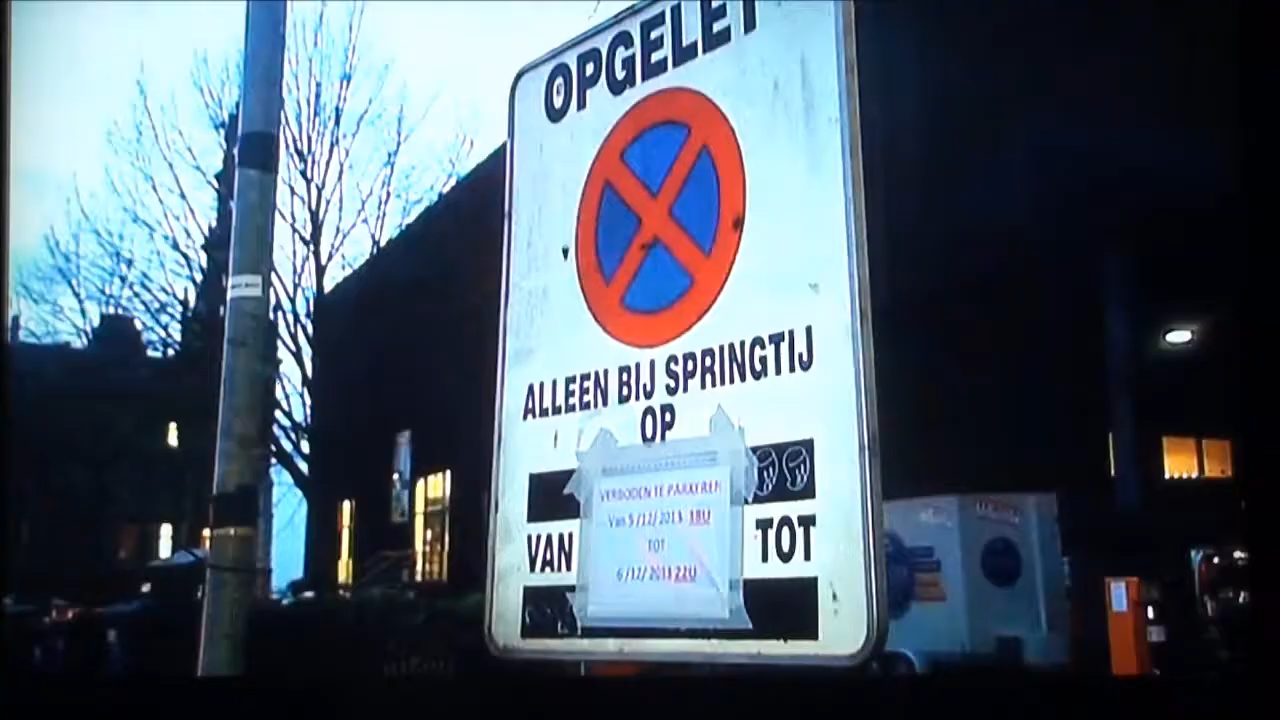 OPGELET
ALLEEN BIJ SPRINGTIJ
OP
VERBODEN TE PARKEREN
Van 5/12/2013 18U
TOT
6/12/2013 22U
VAN
TOT